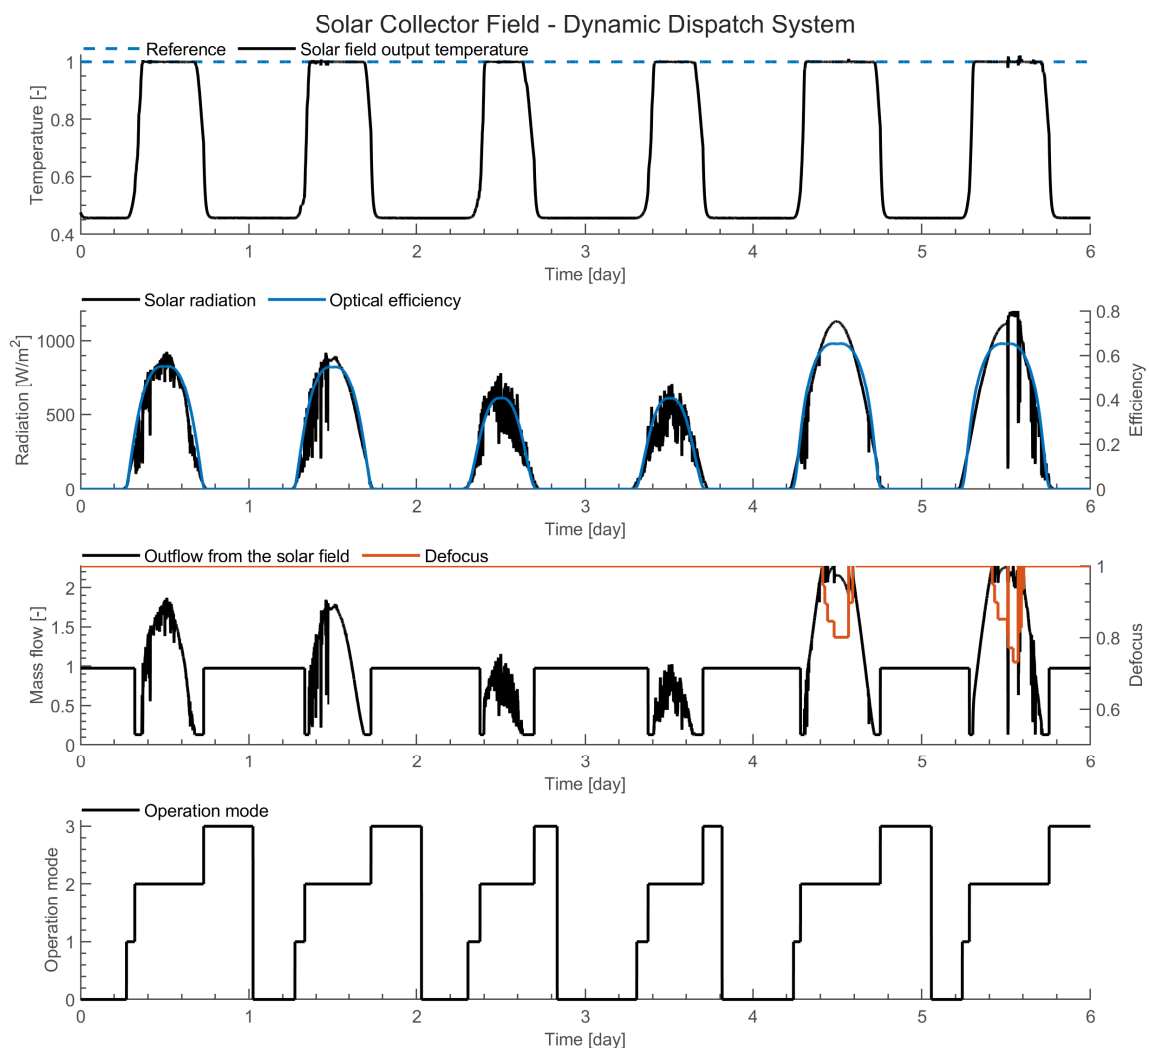 Solar Collector Field - Dynamic Dispatch System
Reference Solar field output temperature
Temperature [-]
1
0.8
0.6
0.4
0 1 2 3 4 5 6
Time [day]
Solar radiation Optical efficiency
Radiation [W/m²]
1000
500
0
0.8
0.6
0.4
0.2
0
Efficiency
0 1 2 3 4 5 6
Time [day]
Outflow from the solar field Defocus
Mass flow [-]
2
1.5
1
0.5
0
1
0.8
0.6
Defocus
0 1 2 3 4 5 6
Time [day]
Operation mode
Operation mode
3
2
1
0
0 1 2 3 4 5 6
Time [day]